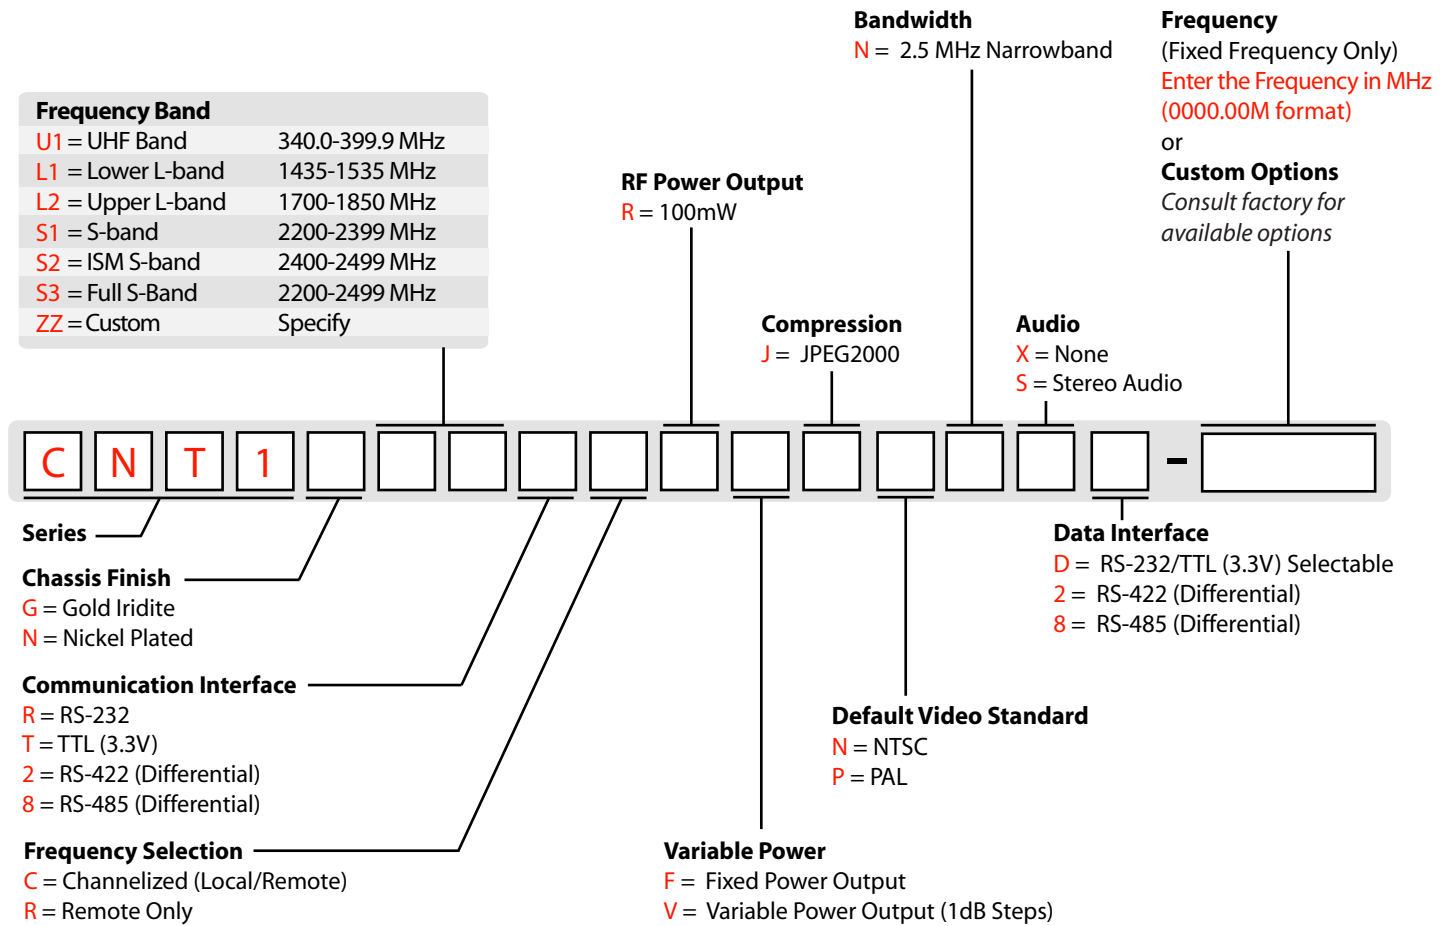 Bandwidth
N = 2.5 MHz Narrowband
Frequency
(Fixed Frequency Only)
Enter the Frequency in MHz
(0000.00M format)
or
Custom Options
Consult factory for
available options
Frequency Band
U1 = UHF Band 340.0-399.9 MHz
L1 = Lower L-band 1435-1535 MHz
L2 = Upper L-band 1700-1850 MHz
S1 = S-band 2200-2399 MHz
S2 = ISM S-band 2400-2499 MHz
S3 = Full S-Band 2200-2499 MHz
ZZ = Custom Specify
RF Power Output
R = 100mW
Compression
J = JPEG2000
Audio
X = None
S = Stereo Audio
C N T 1 -
Series
Chassis Finish
G = Gold Iridite
N = Nickel Plated
Communication Interface
R = RS-232
T = TTL (3.3V)
2 = RS-422 (Differential)
8 = RS-485 (Differential)
Frequency Selection
C = Channelized (Local/Remote)
R = Remote Only
Variable Power
F = Fixed Power Output
V = Variable Power Output (1dB Steps)
Default Video Standard
N = NTSC
P = PAL
Data Interface
D = RS-232/TTL (3.3V) Selectable
2 = RS-422 (Differential)
8 = RS-485 (Differential)